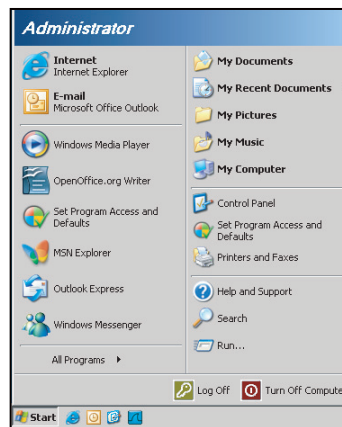 Administrator
Internet
Internet Explorer
E-mail
Microsoft Office Outlook
Windows Media Player
OpenOffice.org Writer
Set Program Access and
Defaults
MSN Explorer
Outlook Express
Windows Messenger
All Programs
My Documents
My Recent Documents
My Pictures
My Music
My Computer
Control Panel
Set Program Access and
Defaults
Printers and Faxes
Help and Support
Search
Run...
Log Off
Turn Off Compute
Start